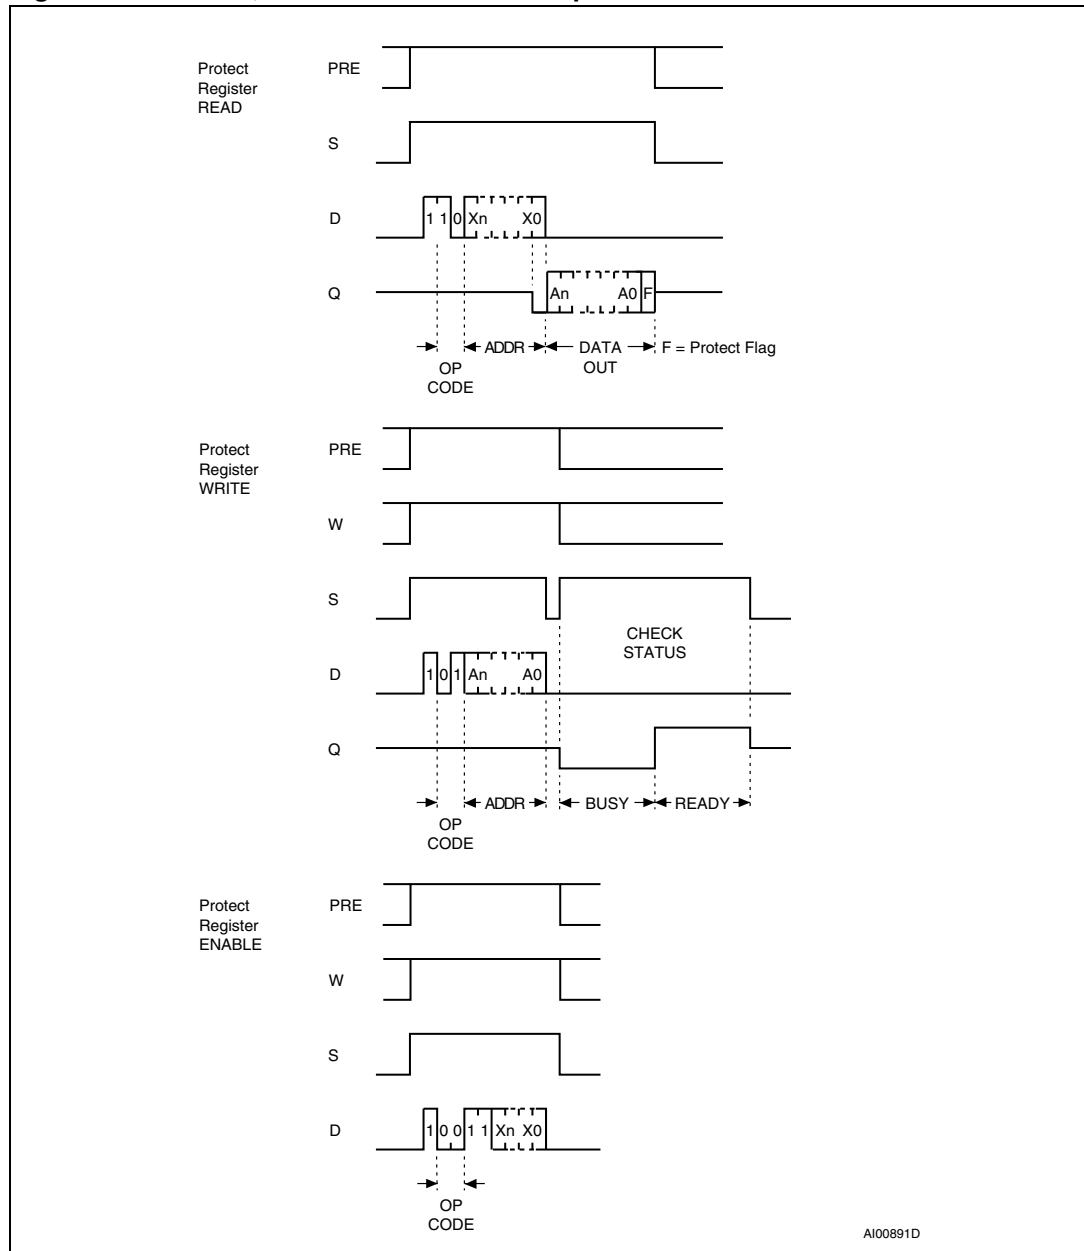 Protect
Register
READ
PRE
S
D
1 1 0 Xn X0
Q
An A0 F
ADDR DATA OUT F = Protect Flag
OP
CODE
Protect
Register
WRITE
PRE
W
S
CHECK
STATUS
D
1 0 1 An A0
Q
ADDR BUSY READY
OP
CODE
Protect
Register
ENABLE
PRE
W
S
D
1 0 0 1 1 Xn X0
OP
CODE
AI00891D